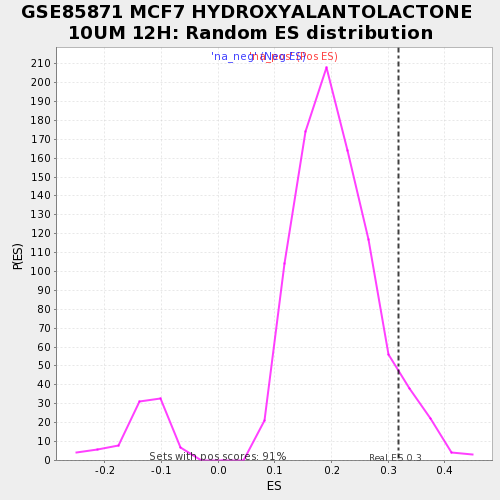 GSE85871 MCF7 HYDROXYALANTOLACTONE
10UM 12H: Random ES distribution
'na_neg' (Neg ES) 'na_pos' (Pos ES)
210
200
190
180
170
160
150
140
130
120
110
100
90
80
70
60
50
40
30
20
10
0
P(ES)
Sets with pos scores: 91%
Real ES 0.3
-0.2 -0.1 0.0 0.1 0.2 0.3 0.4
ES